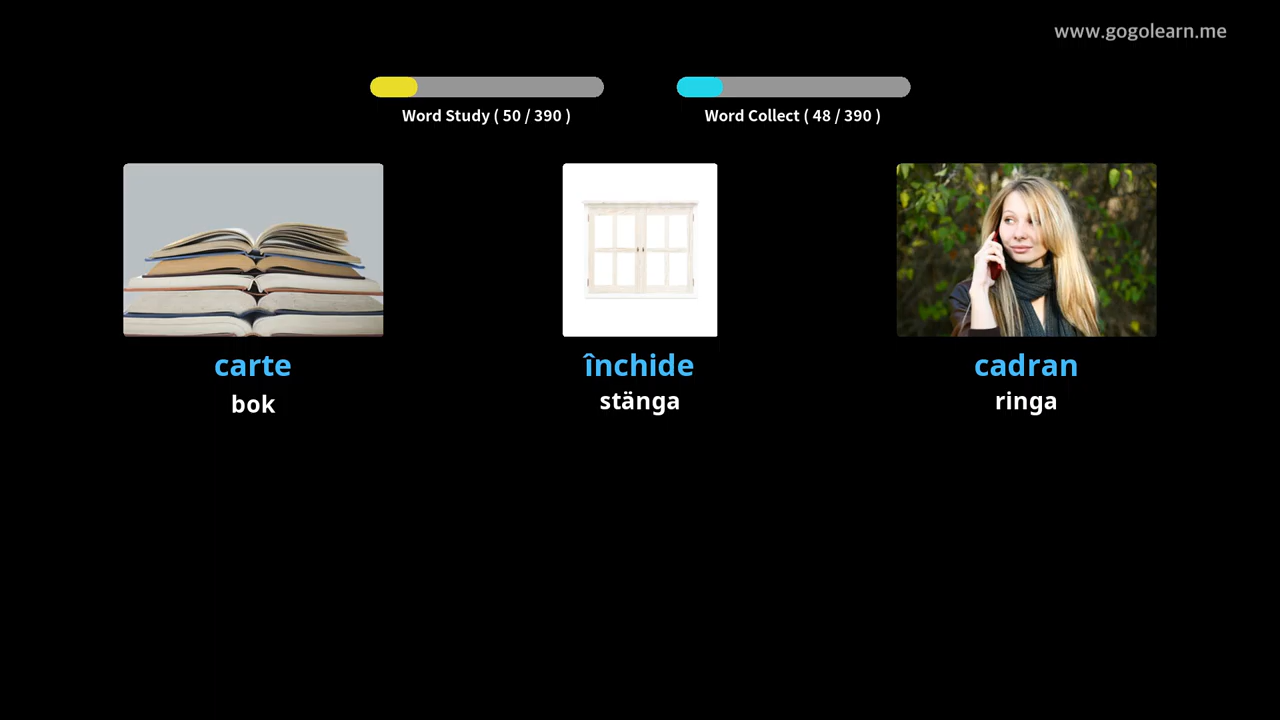 www.gogolearn.me
Word Study ( 50 / 390 )
Word Collect ( 48 / 390 )
carte
bok
închide
stänga
cadran
ringa